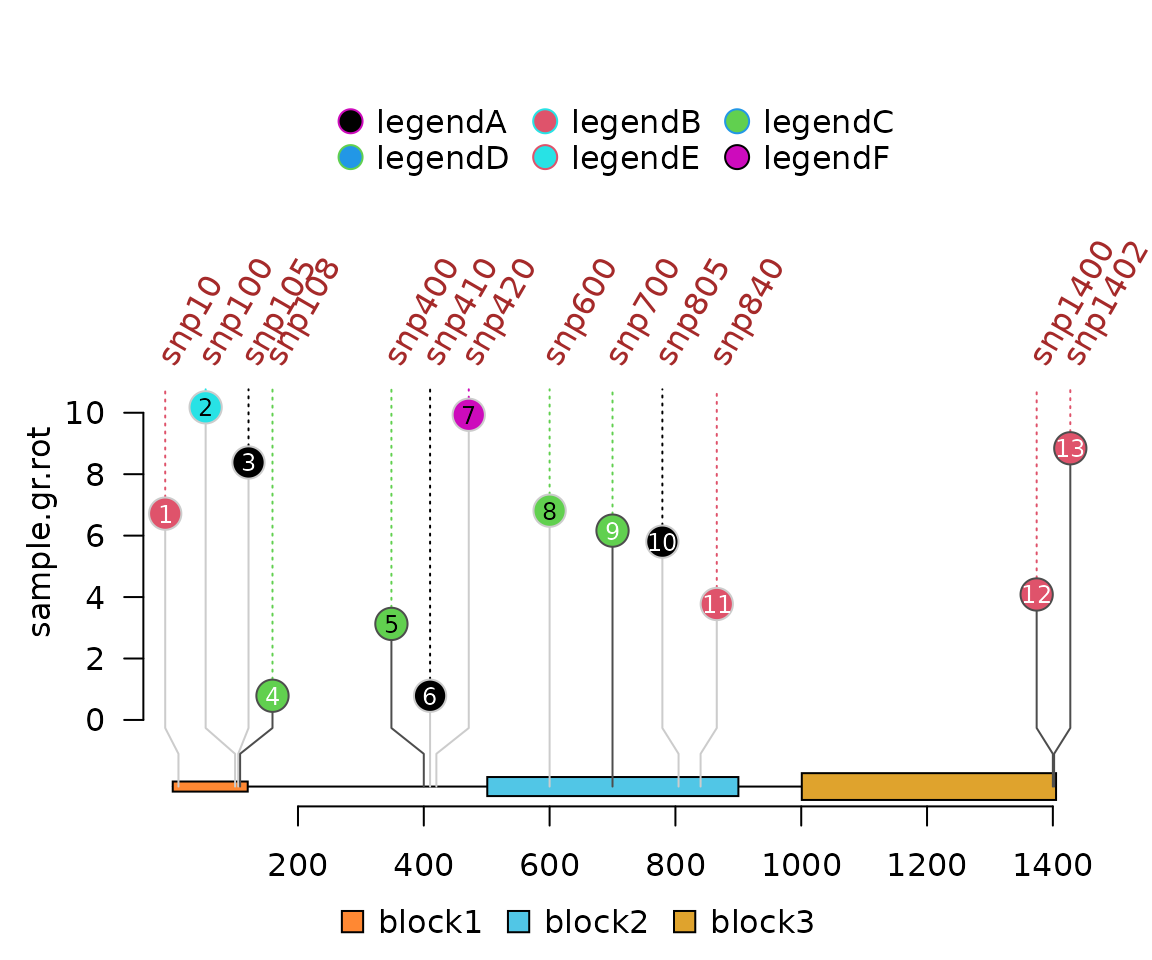 legendA legendB legendC
legendD legendE legendF
snp10 snp100 snp105 snp108 snp400 snp410 snp420 snp600 snp700 snp805 snp840 snp1400 snp1402
sample.gr.rot
10
8
6
4
2
0
1 2 3 4 5 6 7 8 9 10 11 12 13
200 400 600 800 1000 1200 1400
block1 block2 block3